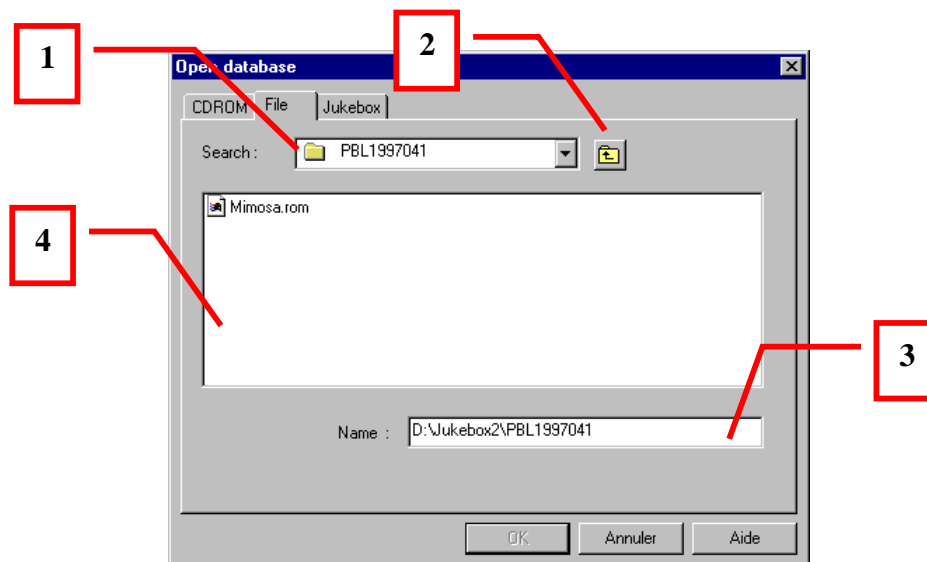 1
2
Open database
CDROM File Jukebox
Search : PBL1997041
Mimosa.rom
4
3
Name : D:\Jukebox2\PBL1997041
OK Annuler Aide